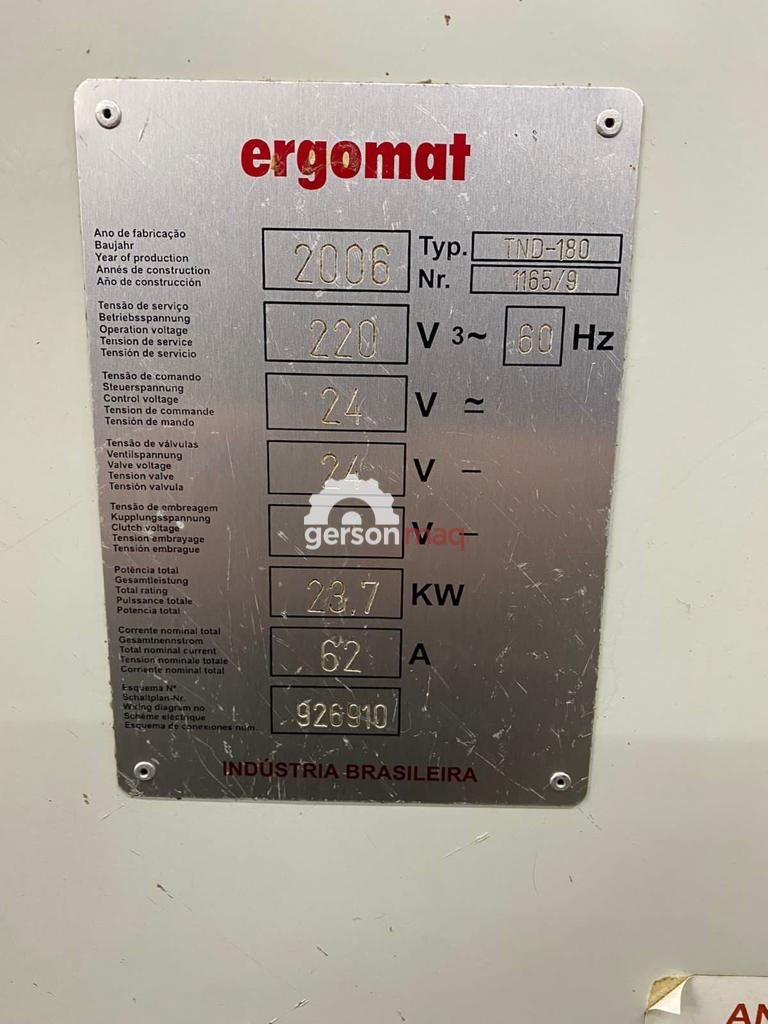 ergomat
Ano de fabricação
Baujahr
Year of production
Annés de construction
Año de construcción
2006
Typ. TND-180
Nr. 1165/9
Tensão de serviço
Betriebsspannung
Operation voltage
Tension de service
Tensión de servicio
220 V 3~ 60 Hz
Tensão de comando
Steuerspannung
Control voltage
Tension de commande
Tensión de mando
24 V ≃
Tensão de válvulas
Ventilspannung
Valve voltage
Tension valve
Tensión valvula
24 V –
Tensão de embreagem
Kupplungsspannung
Clutch voltage
Tension embrayage
Tensión embrague
V –
gersonmaq
Potência total
Gesamtleistung
Total rating
Puissance totale
Potencia total
23,7 KW
Corrente nominal total
Gesamtnennstrom
Total nominal current
Tension nominale totale
Corriente nominal total
62 A
Esquema Nº
Schaltplan-Nr.
Wiring diagram no.
Schème eléctrique
Esquema de conexiones num.
926910
INDÚSTRIA BRASILEIRA